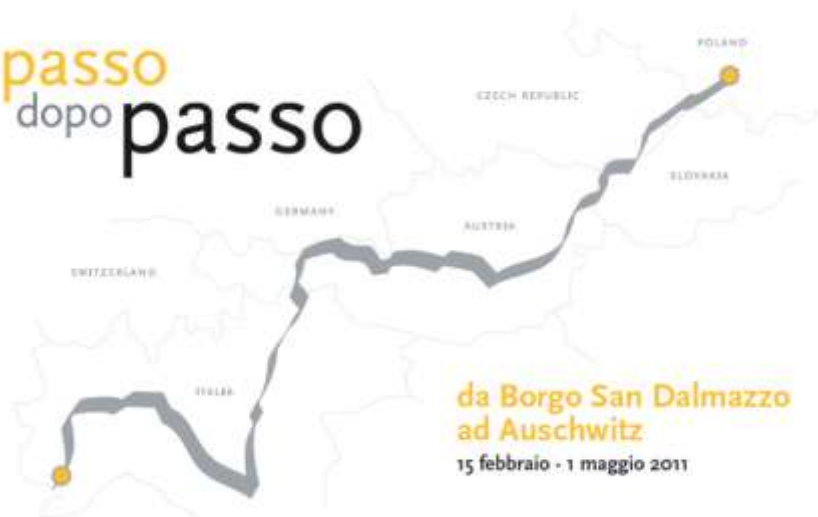 passo
dopo passo
POLAND
CZECH REPUBLIC
SLOVAKIA
GERMANY
AUSTRIA
SWITZERLAND
ITALIA
da Borgo San Dalmazzo
ad Auschwitz
15 febbraio - 1 maggio 2011